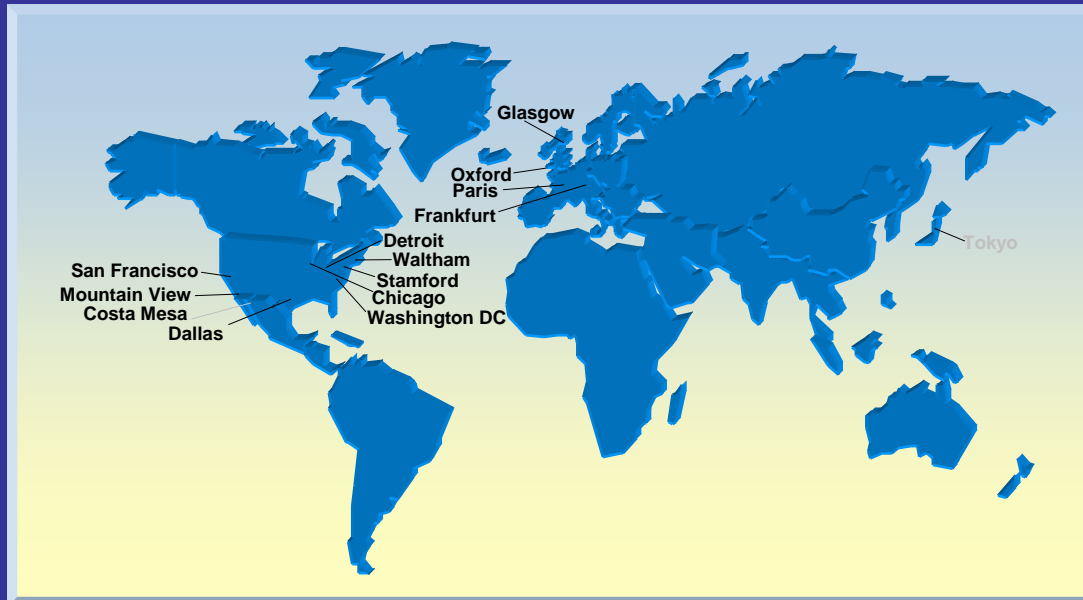 Glasgow
Oxford
Paris
Frankfurt
Detroit
Waltham
San Francisco
Stamford
Mountain View
Chicago
Costa Mesa
Washington DC
Dallas
Tokyo